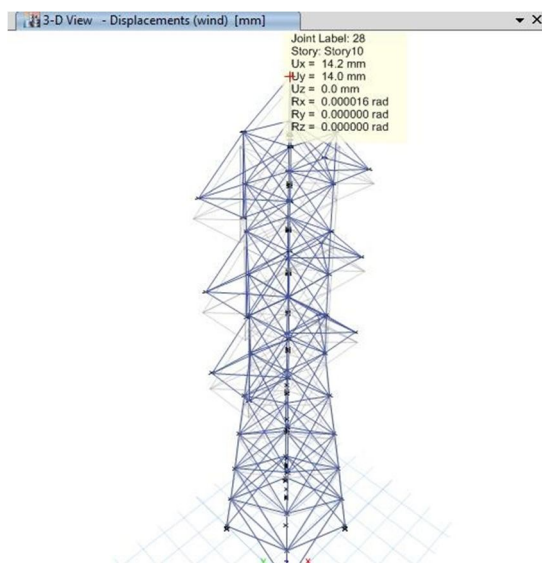 3-D View - Displacements (wind) [mm]
Joint Label: 28
Story: Story10
Ux = 14.2 mm
Uy = 14.0 mm
Uz = 0.0 mm
Rx = 0.000016 rad
Ry = 0.000000 rad
Rz = 0.000000 rad